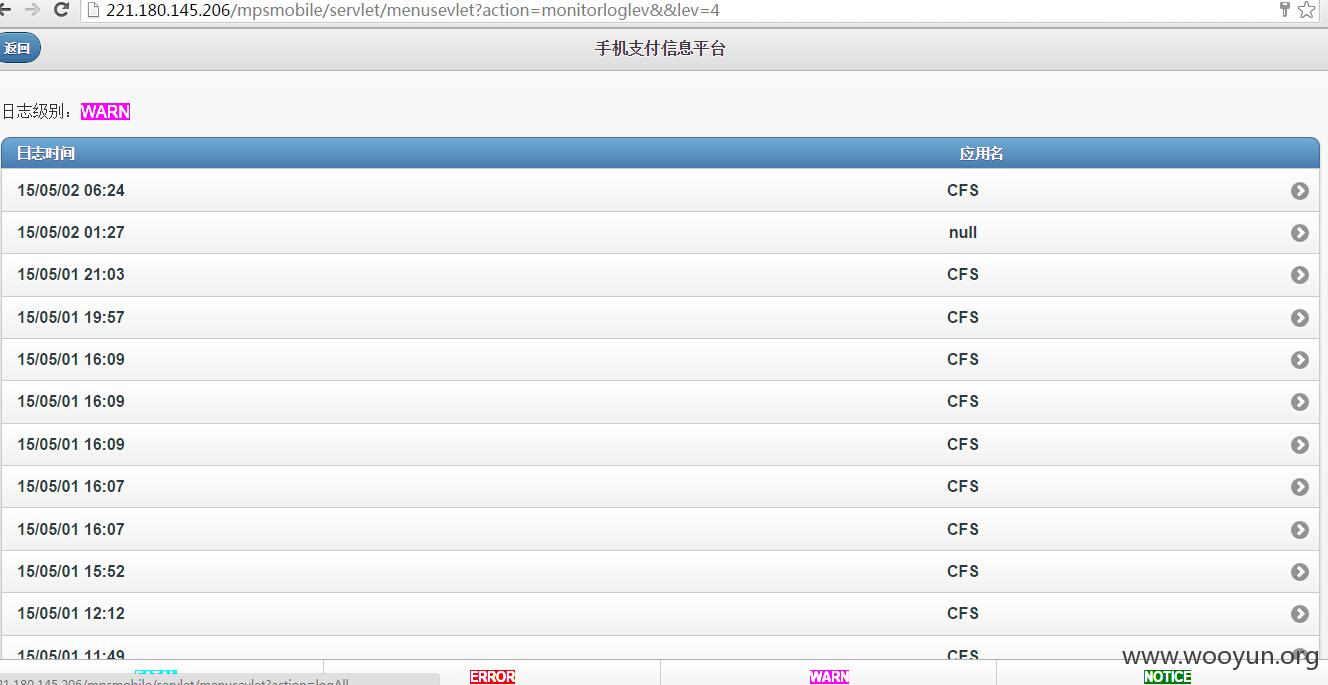 221.180.145.206/mpsmobile/servlet/menusevlet?action=monitorloglev&&lev=4
返回
手机支付信息平台
日志级别：WARN
日志时间 应用名
15/05/02 06:24 CFS
15/05/02 01:27 null
15/05/01 21:03 CFS
15/05/01 19:57 CFS
15/05/01 16:09 CFS
15/05/01 16:09 CFS
15/05/01 16:09 CFS
15/05/01 16:07 CFS
15/05/01 16:07 CFS
15/05/01 15:52 CFS
15/05/01 12:12 CFS
15/05/01 11:49 CFS
www.wooyun.org
ERROR WARN NOTICE
21.180.145.206/mpsmobile/servlet/menusevlet?action=logAll